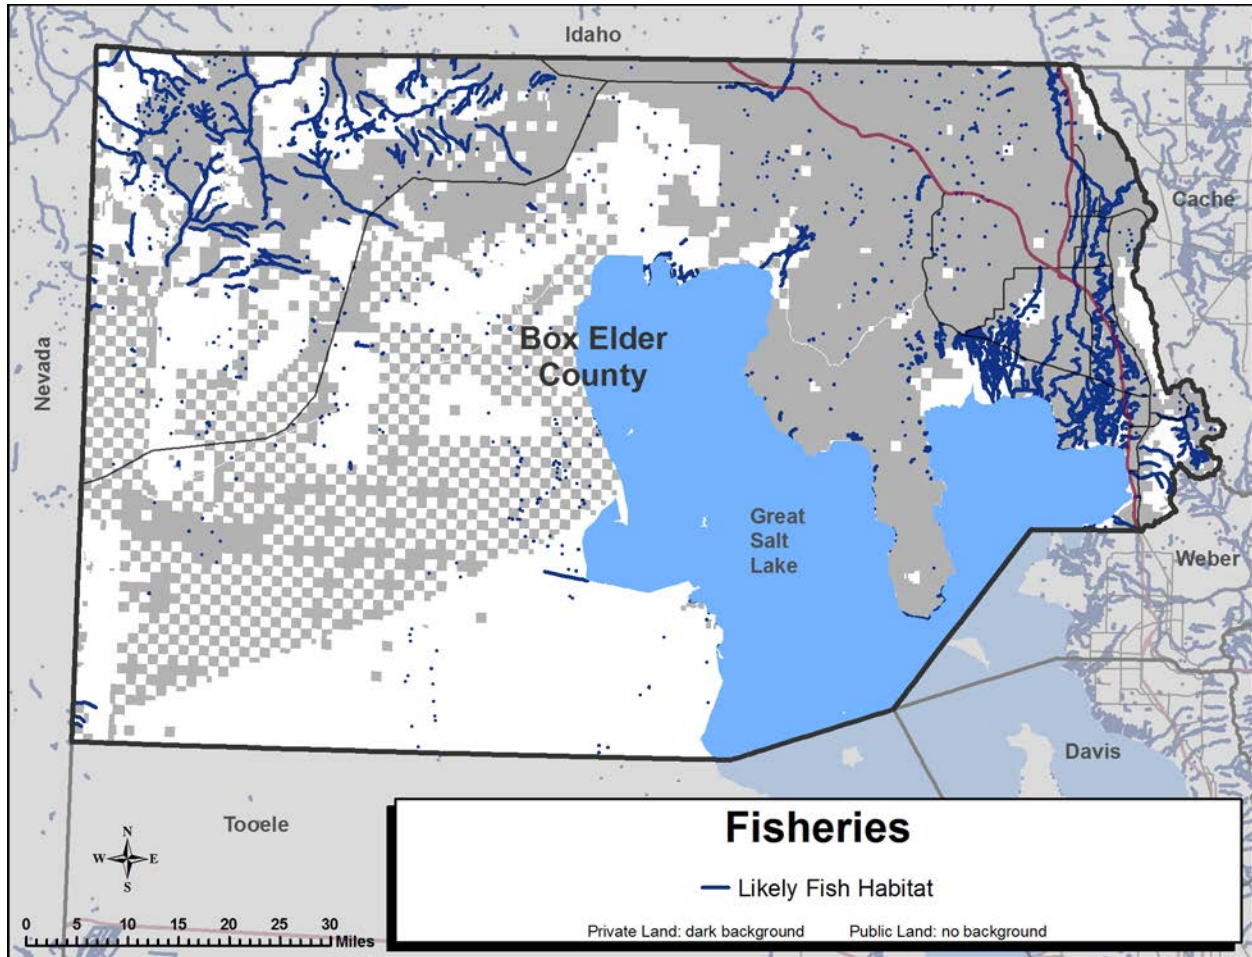 Idaho
Cache
Nevada
Box Elder
County
Great
Salt
Lake
Weber
Davis
Tooele
N
W E
S
0 5 10 15 20 25 30
Miles
Fisheries
Likely Fish Habitat
Private Land: dark background Public Land: no background